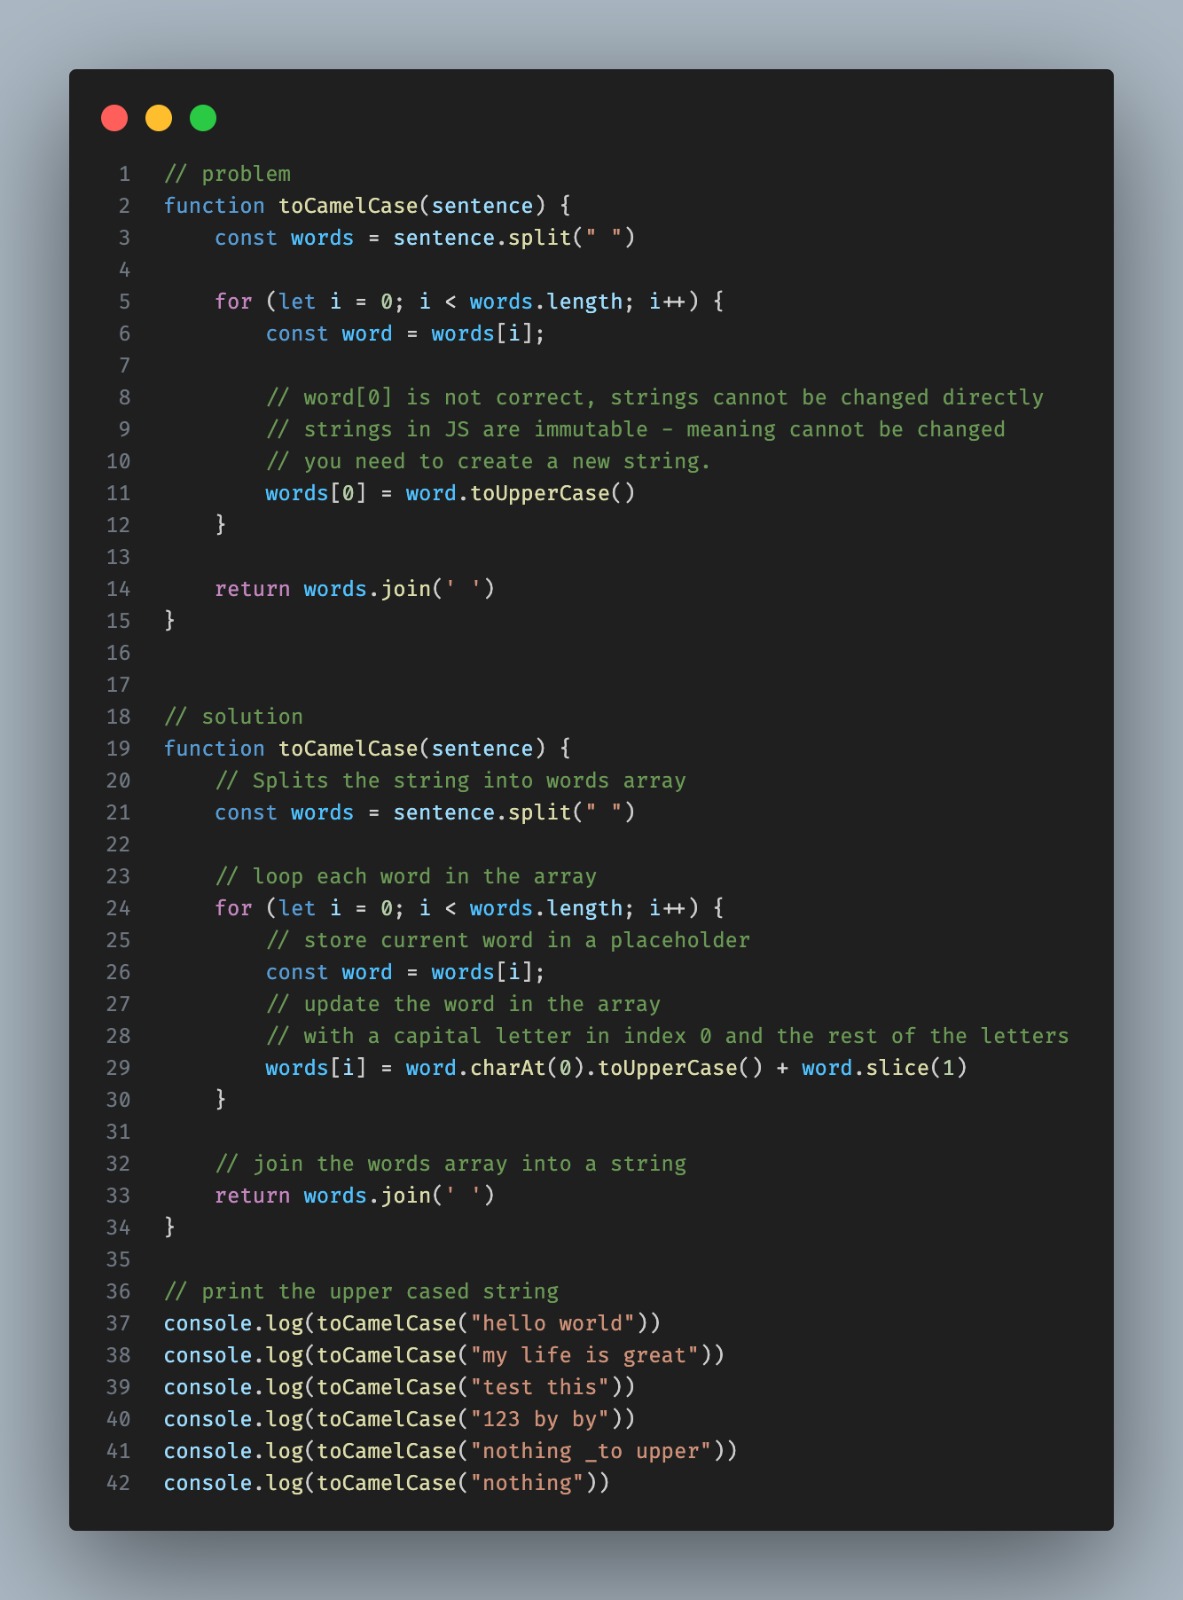 1 // problem
2 function toCamelCase(sentence) {
3     const words = sentence.split(" ")
4
5     for (let i = 0; i < words.length; i++) {
6         const word = words[i];
7
8         // word[0] is not correct, strings cannot be changed directly
9         // strings in JS are immutable - meaning cannot be changed
10         // you need to create a new string.
11         words[0] = word.toUpperCase()
12     }
13
14     return words.join(' ')
15 }
16
17
18 // solution
19 function toCamelCase(sentence) {
20     // Splits the string into words array
21     const words = sentence.split(" ")
22
23     // loop each word in the array
24     for (let i = 0; i < words.length; i++) {
25         // store current word in a placeholder
26         const word = words[i];
27         // update the word in the array
28         // with a capital letter in index 0 and the rest of the letters
29         words[i] = word.charAt(0).toUpperCase() + word.slice(1)
30     }
31
32     // join the words array into a string
33     return words.join(' ')
34 }
35
36 // print the upper cased string
37 console.log(toCamelCase("hello world"))
38 console.log(toCamelCase("my life is great"))
39 console.log(toCamelCase("test this"))
40 console.log(toCamelCase("123 by by"))
41 console.log(toCamelCase("nothing _to upper"))
42 console.log(toCamelCase("nothing"))